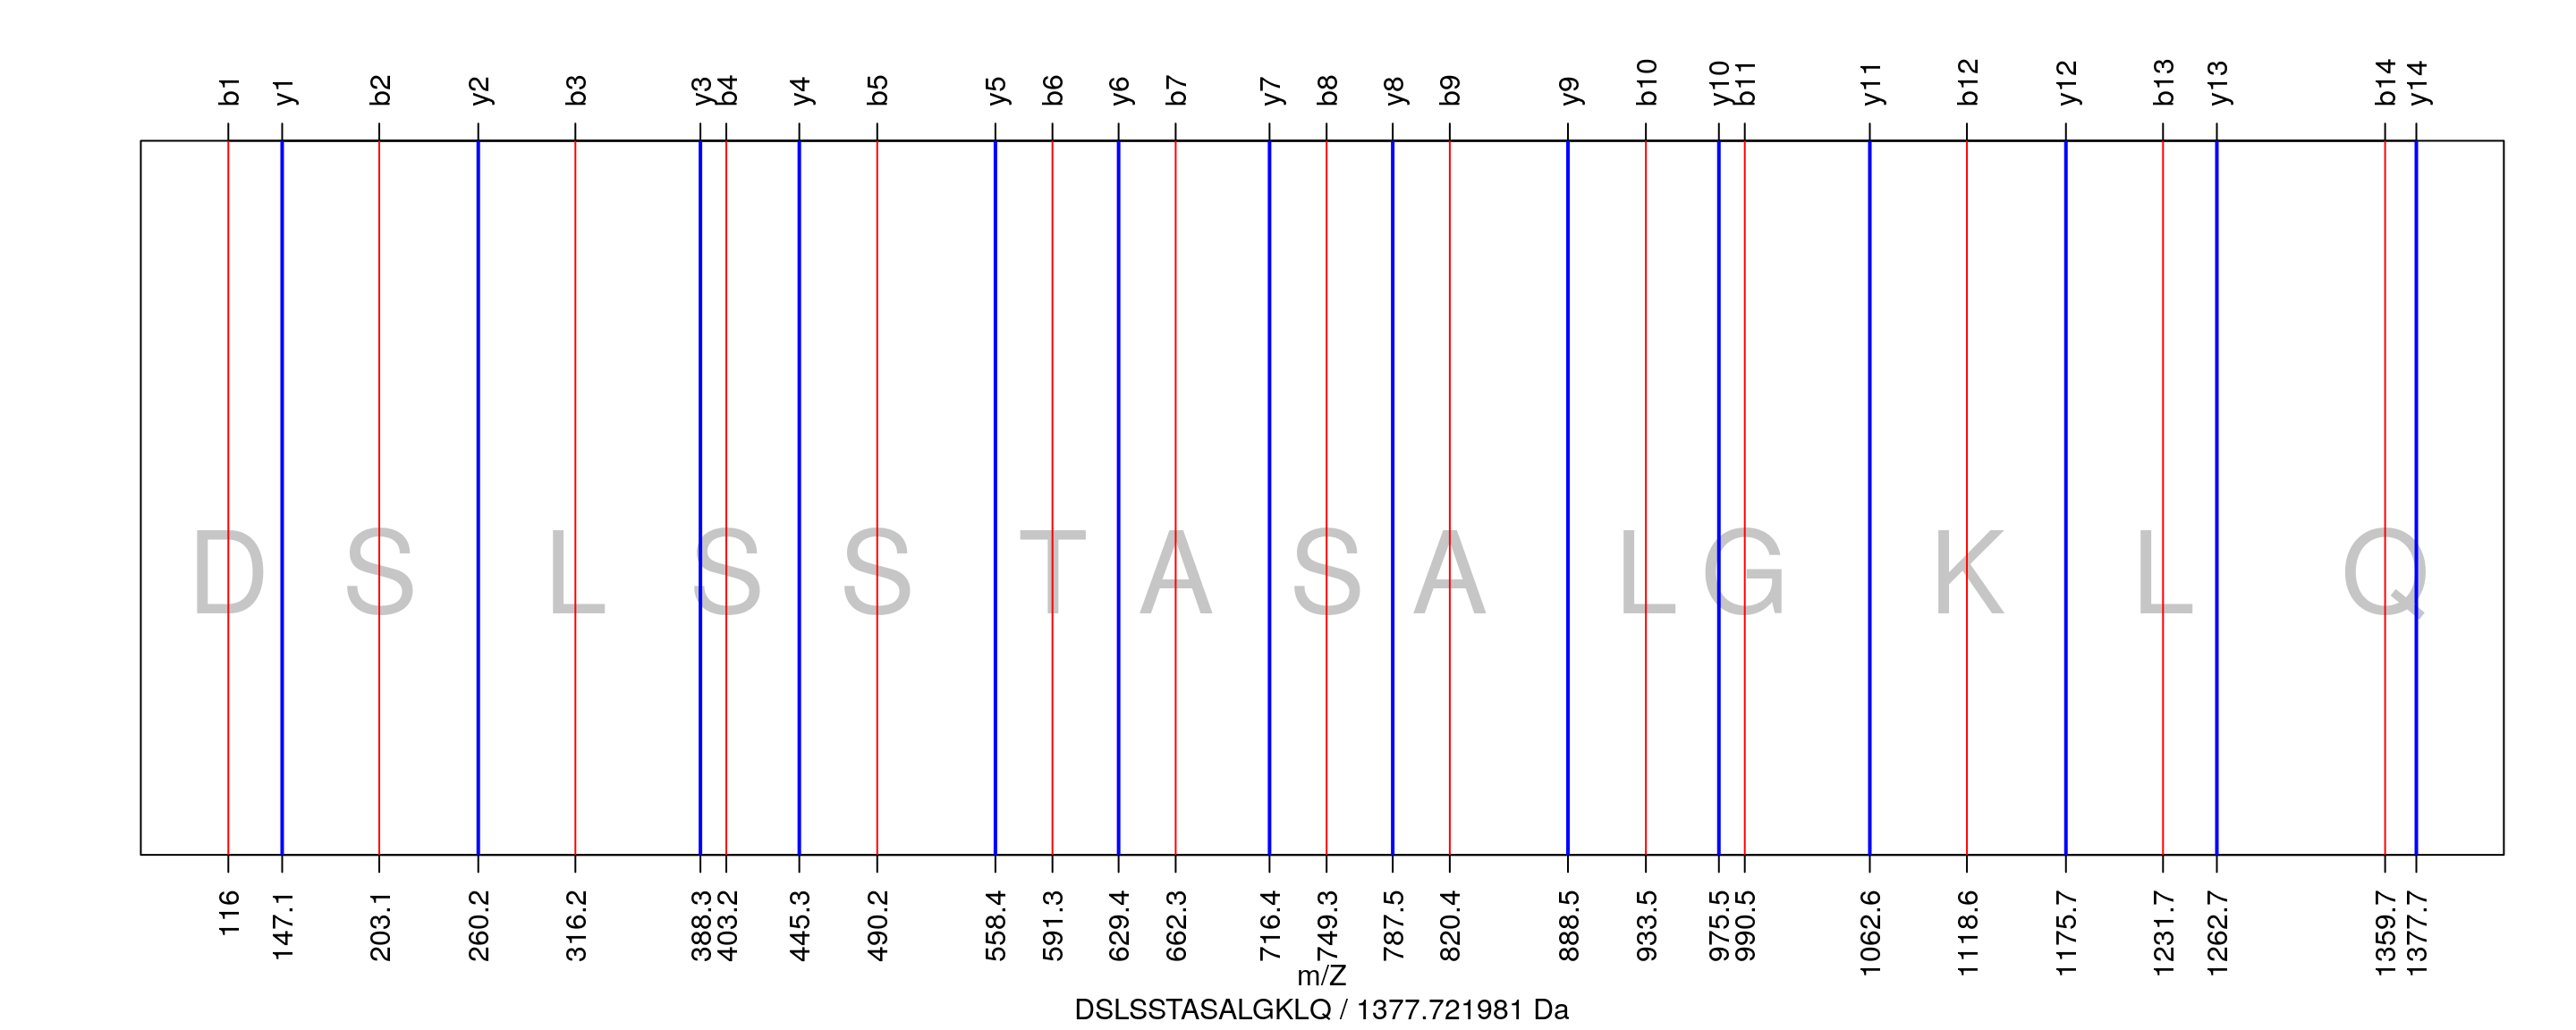 b1 y1 b2 y2 b3 y3 b4 y4 b5 y5 b6 y6 b7 y7 b8 y8 b9 y9 b10 y10 b11 y11 b12 y12 b13 y13 b14 y14
D S L S S T A S A L G K L Q
116 147.1 203.1 260.2 316.2 388.3 403.2 445.3 490.2 558.4 591.3 629.4 662.3 716.4 749.3 787.5 820.4 888.5 933.5 975.5 990.5 1062.6 1118.6 1175.7 1231.7 1262.7 1359.7 1377.7
m/Z
DSLSSTASALGKLQ / 1377.721981 Da